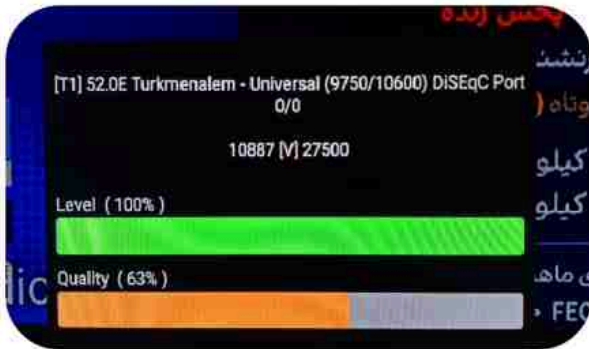 پخش زنده
[T1] 52.0E Turkmenalem - Universal (9750/10600) DiSEqC Port
0/0
10887 [V] 27500
Level ( 100% )
Quality ( 63% )
کیلو
کیلو
FEC